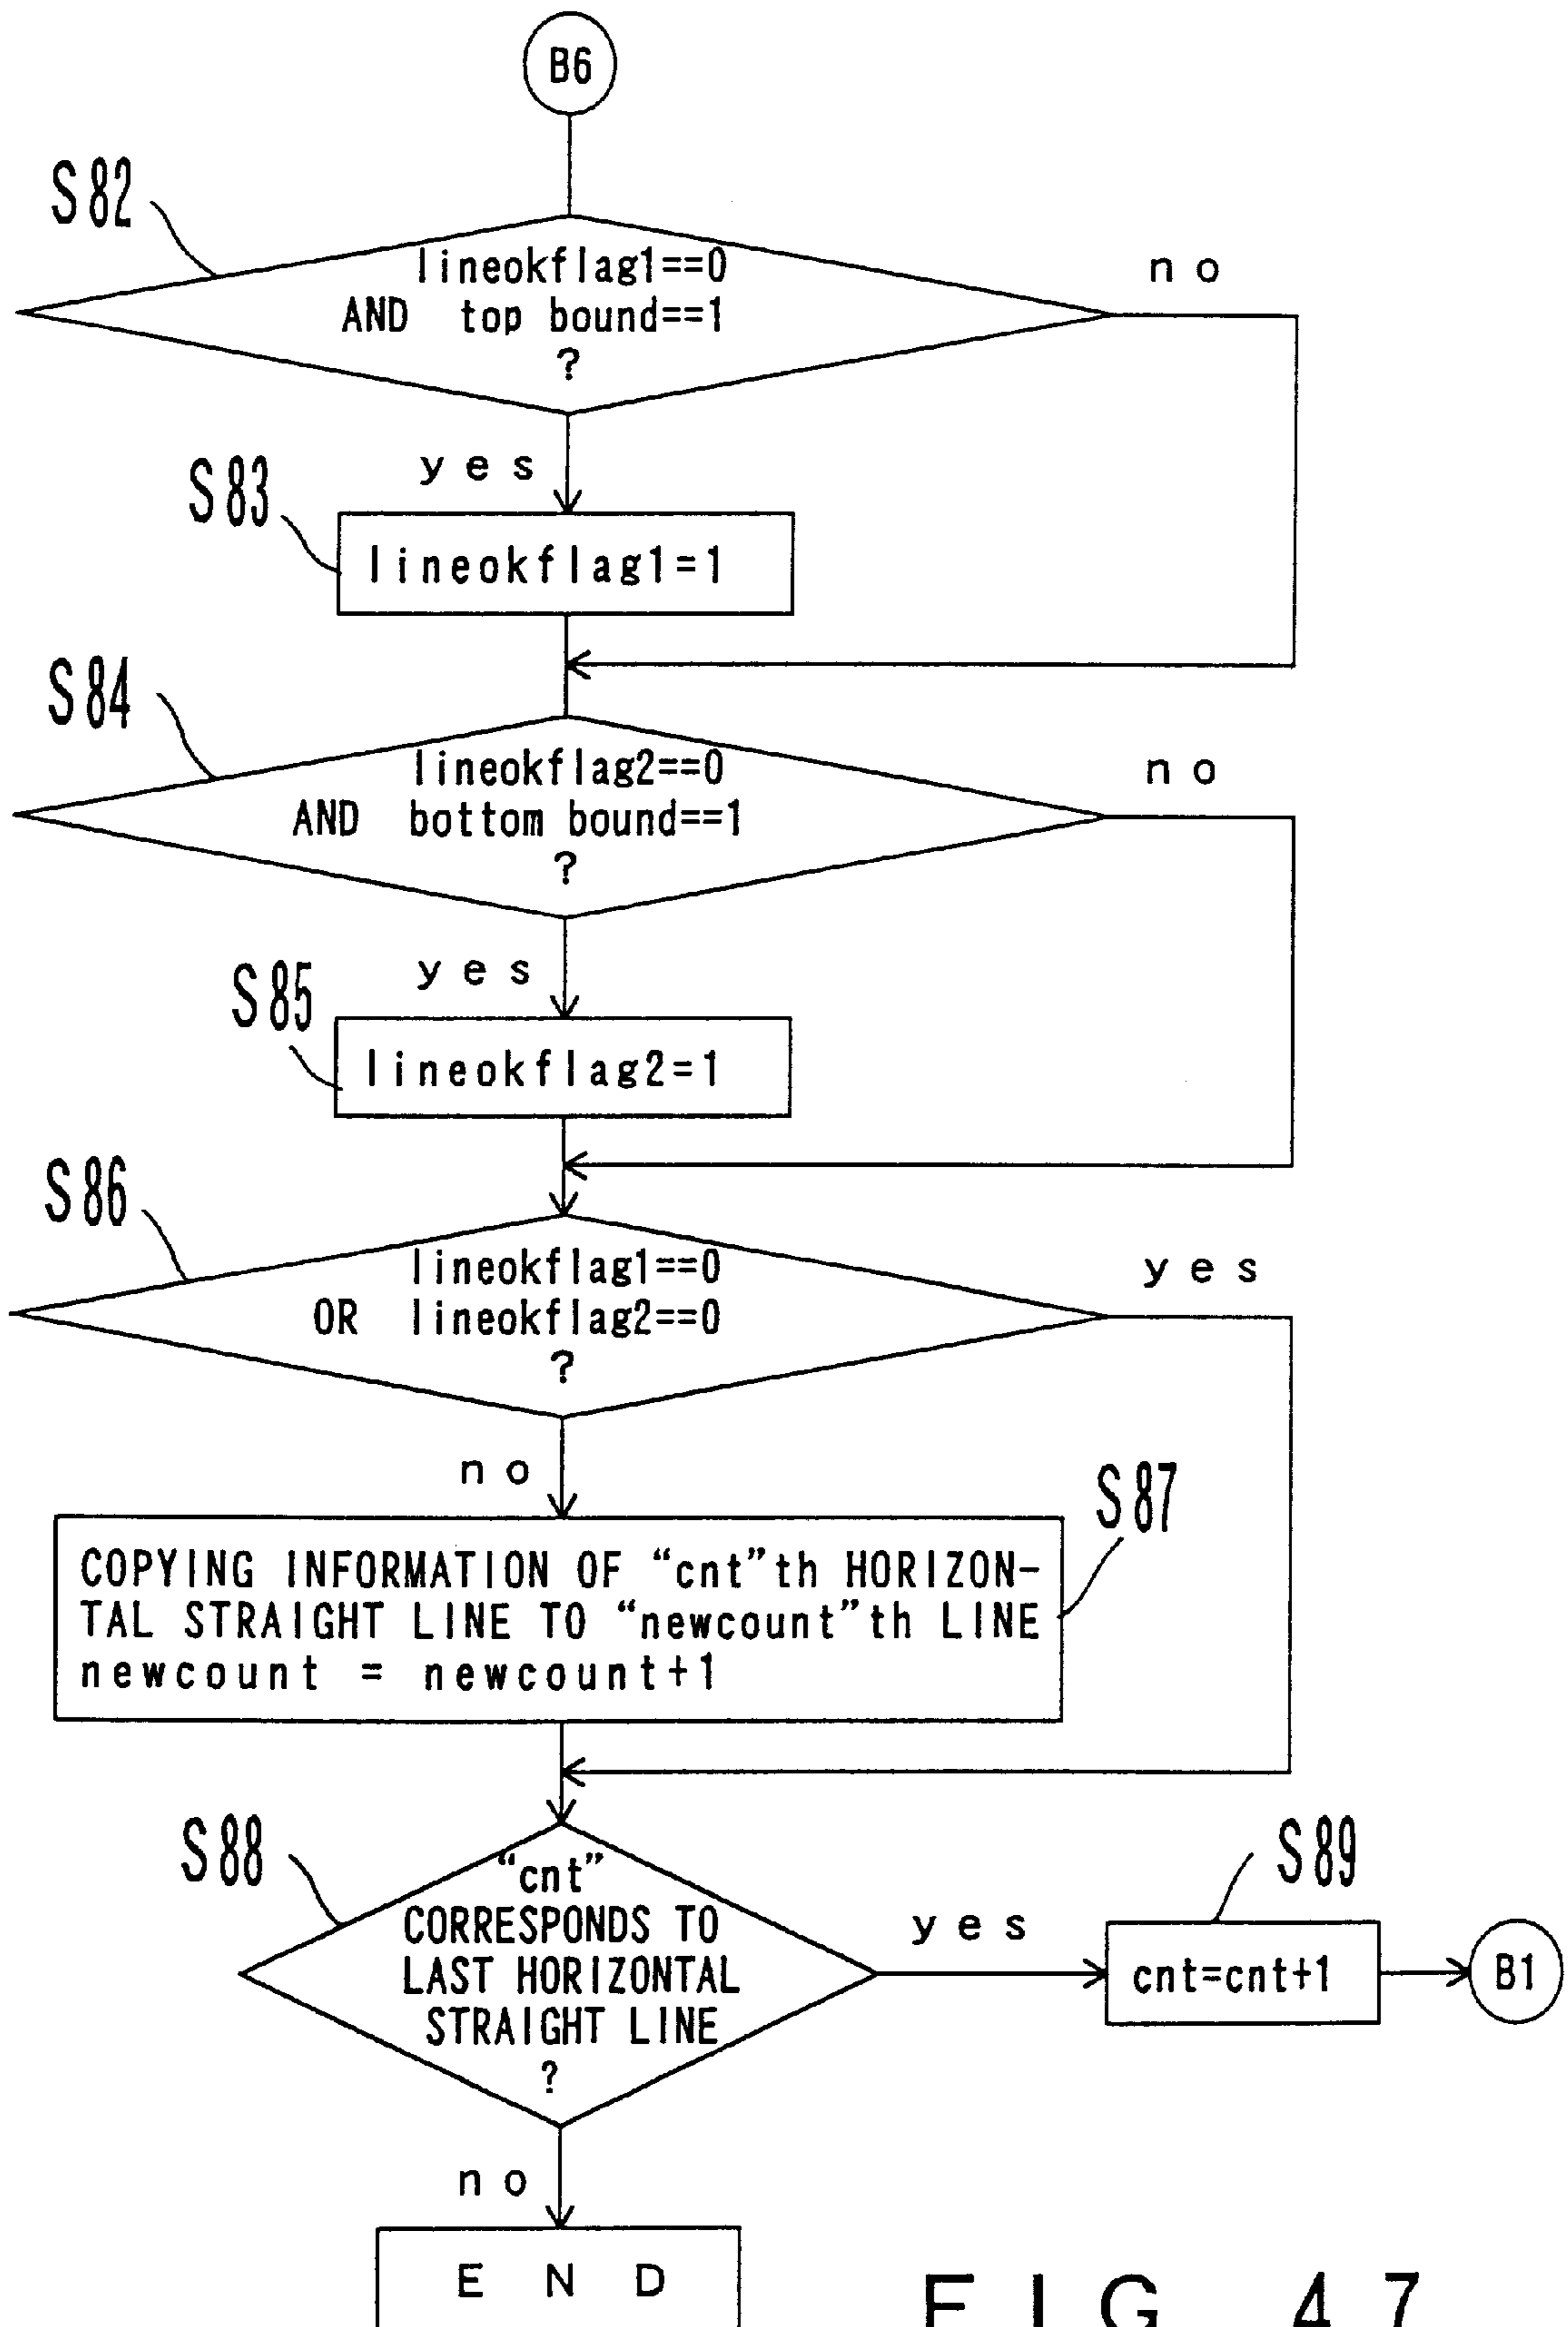 B6
S82
lineokflag1==0
AND top bound==1
?
no
yes
S83
lineokflag1=1
S84
lineokflag2==0
AND bottom bound==1
?
no
yes
S85
lineokflag2=1
S86
lineokflag1==0
OR lineokflag2==0
?
yes
no
S87
COPYING INFORMATION OF “cnt”th HORIZON-
TAL STRAIGHT LINE TO “newcount”th LINE
newcount = newcount+1
S88
“cnt”
CORRESPONDS TO
LAST HORIZONTAL
STRAIGHT LINE
?
yes
S89
cnt=cnt+1
B1
no
END
FIG. 47